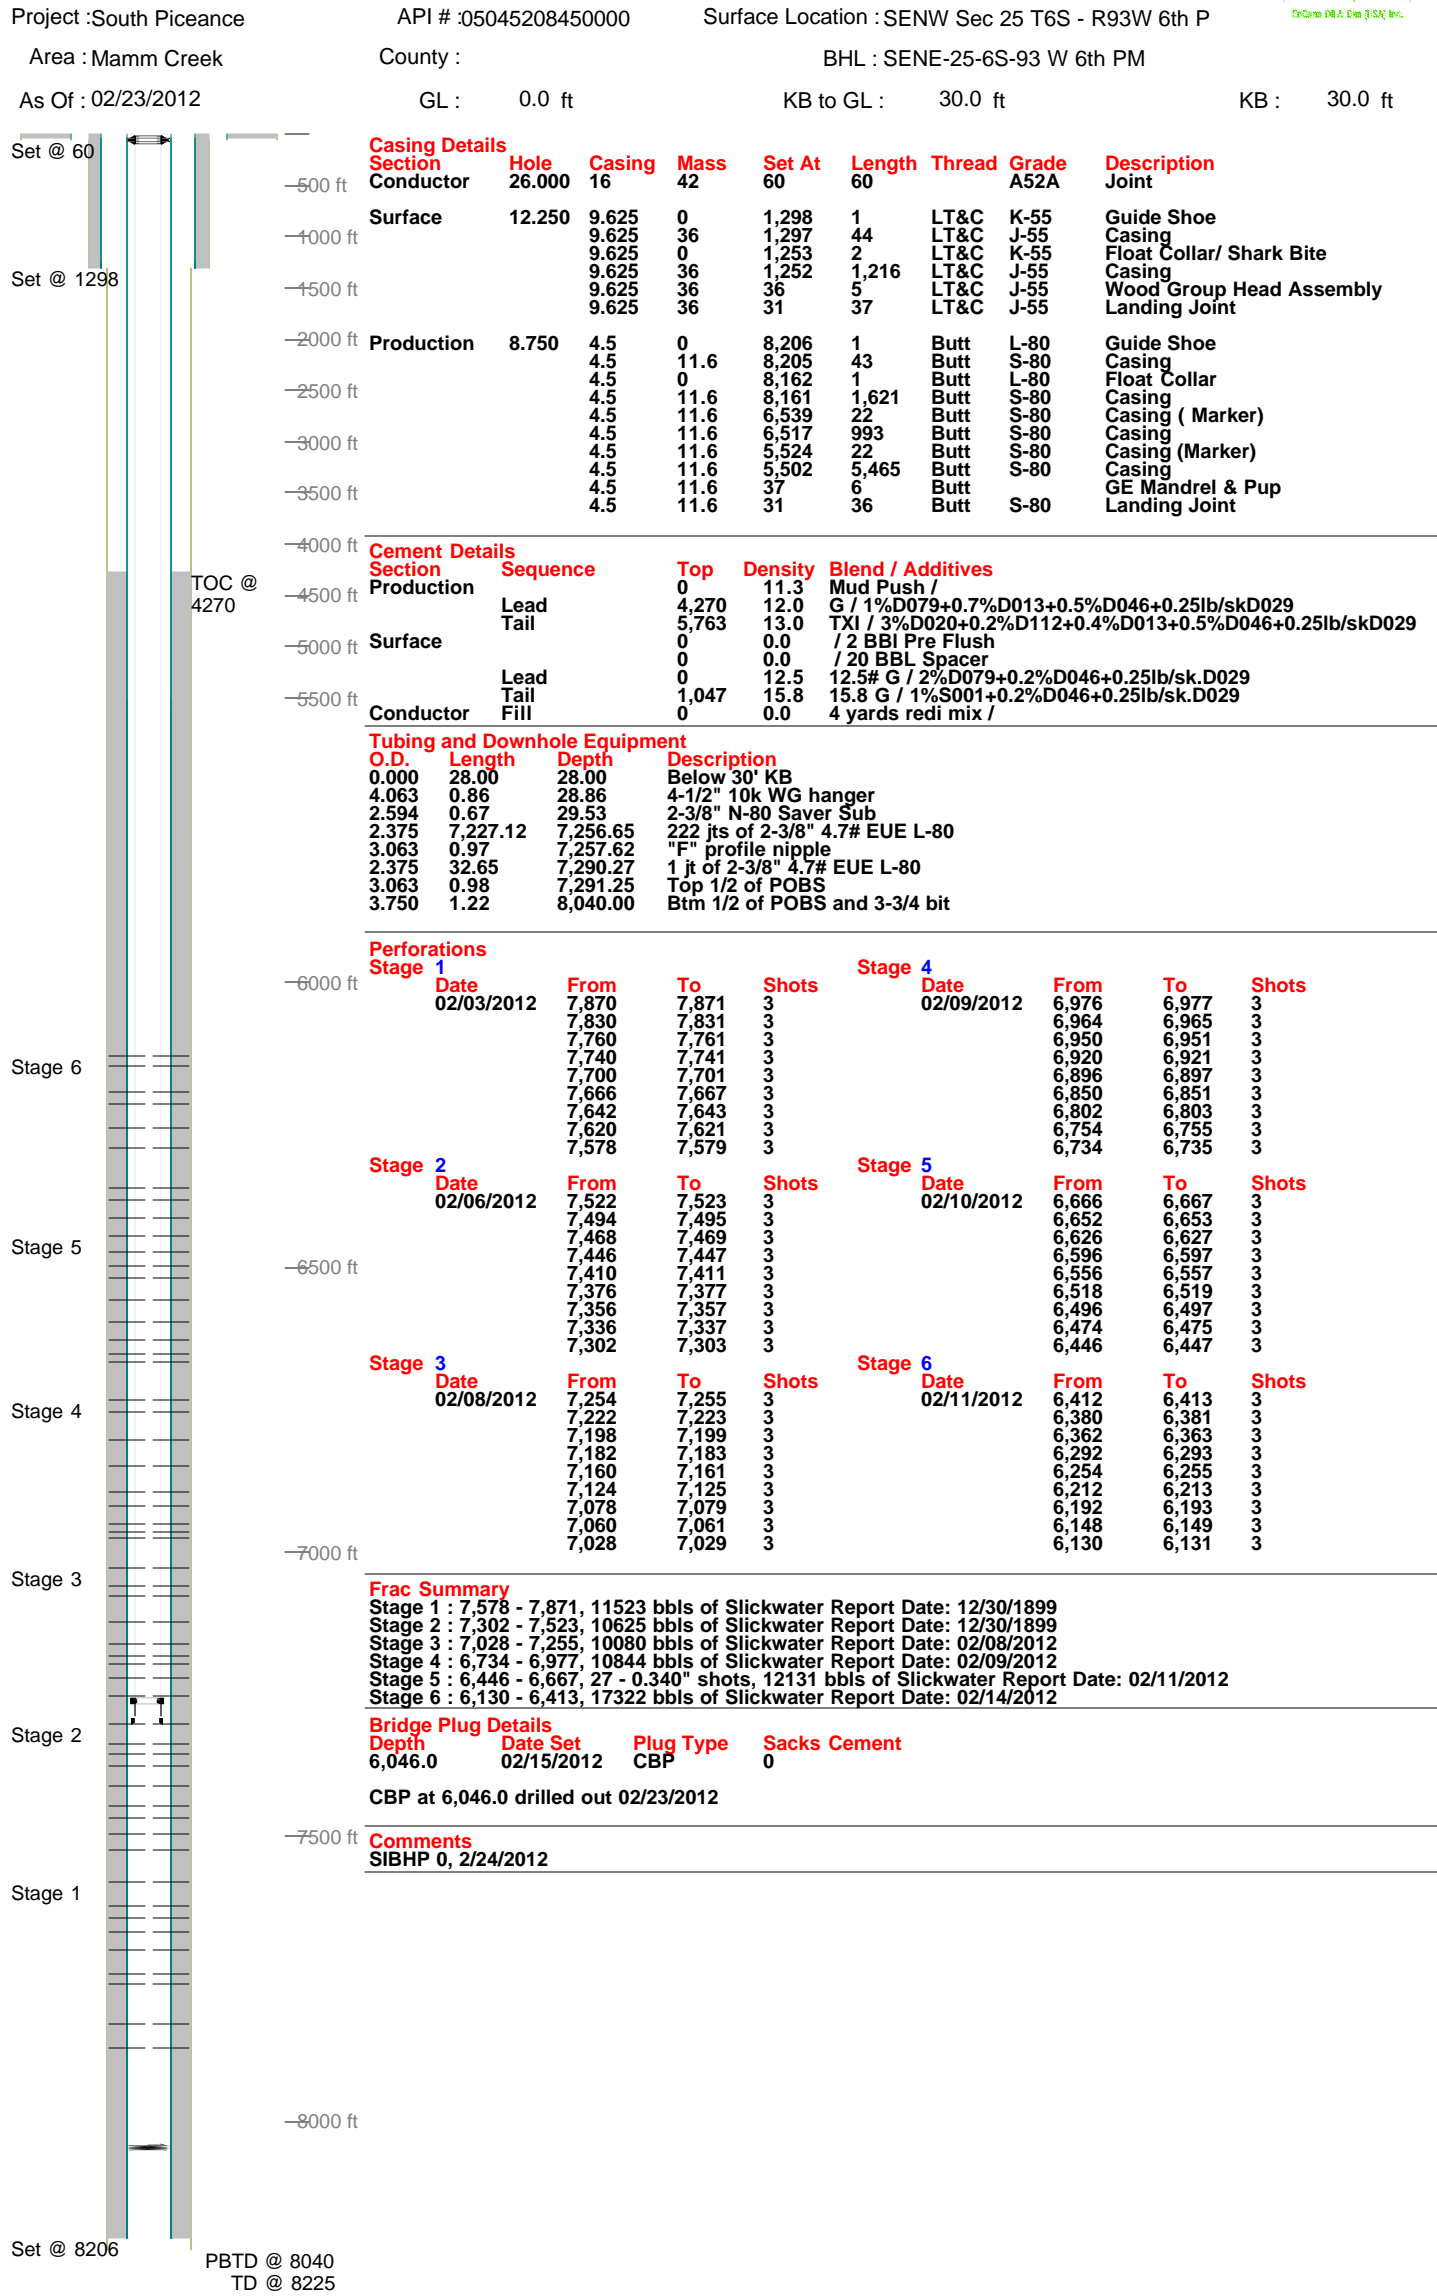 Project :South Piceance API # :05045208450000 Surface Location : SENW Sec 25 T6S - R93W 6th P
Area : Mamm Creek County : BHL : SENE-25-6S-93 W 6th PM
As Of : 02/23/2012 GL : 0.0 ft KB to GL : 30.0 ft KB : 30.0 ft
Set @ 60
Set @ 1298
TOC @
4270
Stage 6
Stage 5
Stage 4
Stage 3
Stage 2
Stage 1
Set @ 8206
PBTD @ 8040
TD @ 8225
500 ft
1000 ft
1500 ft
2000 ft
2500 ft
3000 ft
3500 ft
4000 ft
4500 ft
5000 ft
5500 ft
6000 ft
6500 ft
7000 ft
7500 ft
8000 ft
Casing Details
Section Hole Casing Mass Set At Length Thread Grade Description
Conductor 26.000 16 42 60 60 A52A Joint
Surface 12.250 9.625 0 1,298 1 LT&C K-55 Guide Shoe
9.625 36 1,297 44 LT&C J-55 Casing
9.625 0 1,253 2 LT&C K-55 Float Collar/ Shark Bite
9.625 36 1,252 1,216 LT&C J-55 Casing
9.625 36 36 5 LT&C J-55 Wood Group Head Assembly
9.625 36 31 37 LT&C J-55 Landing Joint
Production 8.750 4.5 0 8,206 1 Butt L-80 Guide Shoe
4.5 11.6 8,205 43 Butt S-80 Casing
4.5 0 8,162 1 Butt L-80 Float Collar
4.5 11.6 8,161 1,621 Butt S-80 Casing
4.5 11.6 6,539 22 Butt S-80 Casing ( Marker)
4.5 11.6 6,517 993 Butt S-80 Casing
4.5 11.6 5,524 22 Butt S-80 Casing (Marker)
4.5 11.6 5,502 5,465 Butt S-80 Casing
4.5 11.6 37 6 Butt GE Mandrel & Pup
4.5 11.6 31 36 Butt S-80 Landing Joint
Cement Details
Section Sequence Top Density Blend / Additives
Production 0 11.3 Mud Push /
Lead 4,270 12.0 G / 1%D079+0.7%D013+0.5%D046+0.25lb/skD029
Tail 5,763 13.0 TXI / 3%D020+0.2%D112+0.4%D013+0.5%D046+0.25lb/skD029
Surface 0 0.0 / 2 BBl Pre Flush
0 0.0 / 20 BBL Spacer
Lead 0 12.5 12.5# G / 2%D079+0.2%D046+0.25lb/sk.D029
Tail 1,047 15.8 15.8 G / 1%S001+0.2%D046+0.25lb/sk.D029
Conductor Fill 0 0.0 4 yards redi mix /
Tubing and Downhole Equipment
O.D. Length Depth Description
0.000 28.00 28.00 Below 30' KB
4.063 0.86 28.86 4-1/2" 10k WG hanger
2.594 0.67 29.53 2-3/8" N-80 Saver Sub
2.375 7,227.12 7,256.65 222 jts of 2-3/8" 4.7# EUE L-80
3.063 0.97 7,257.62 "F" profile nipple
2.375 32.65 7,290.27 1 jt of 2-3/8" 4.7# EUE L-80
3.063 0.98 7,291.25 Top 1/2 of POBS
3.750 1.22 8,040.00 Btm 1/2 of POBS and 3-3/4 bit
Perforations
Stage 1
Date From To Shots
02/03/2012 7,870 7,871 3
7,830 7,831 3
7,760 7,761 3
7,740 7,741 3
7,700 7,701 3
7,666 7,667 3
7,642 7,643 3
7,620 7,621 3
7,578 7,579 3
Stage 2
Date From To Shots
02/06/2012 7,522 7,523 3
7,494 7,495 3
7,468 7,469 3
7,446 7,447 3
7,410 7,411 3
7,376 7,377 3
7,356 7,357 3
7,336 7,337 3
7,302 7,303 3
Stage 3
Date From To Shots
02/08/2012 7,254 7,255 3
7,222 7,223 3
7,198 7,199 3
7,182 7,183 3
7,160 7,161 3
7,124 7,125 3
7,078 7,079 3
7,060 7,061 3
7,028 7,029 3
Stage 4
Date From To Shots
02/09/2012 6,976 6,977 3
6,964 6,965 3
6,950 6,951 3
6,920 6,921 3
6,896 6,897 3
6,850 6,851 3
6,802 6,803 3
6,754 6,755 3
6,734 6,735 3
Stage 5
Date From To Shots
02/10/2012 6,666 6,667 3
6,652 6,653 3
6,626 6,627 3
6,596 6,597 3
6,556 6,557 3
6,518 6,519 3
6,496 6,497 3
6,474 6,475 3
6,446 6,447 3
Stage 6
Date From To Shots
02/11/2012 6,412 6,413 3
6,380 6,381 3
6,362 6,363 3
6,292 6,293 3
6,254 6,255 3
6,212 6,213 3
6,192 6,193 3
6,148 6,149 3
6,130 6,131 3
Frac Summary
Stage 1 : 7,578 - 7,871, 11523 bbls of Slickwater Report Date: 12/30/1899
Stage 2 : 7,302 - 7,523, 10625 bbls of Slickwater Report Date: 12/30/1899
Stage 3 : 7,028 - 7,255, 10080 bbls of Slickwater Report Date: 02/08/2012
Stage 4 : 6,734 - 6,977, 10844 bbls of Slickwater Report Date: 02/09/2012
Stage 5 : 6,446 - 6,667, 27 - 0.340" shots, 12131 bbls of Slickwater Report Date: 02/11/2012
Stage 6 : 6,130 - 6,413, 17322 bbls of Slickwater Report Date: 02/14/2012
Bridge Plug Details
Depth Date Set Plug Type Sacks Cement
6,046.0 02/15/2012 CBP 0
CBP at 6,046.0 drilled out 02/23/2012
Comments
SIBHP 0, 2/24/2012